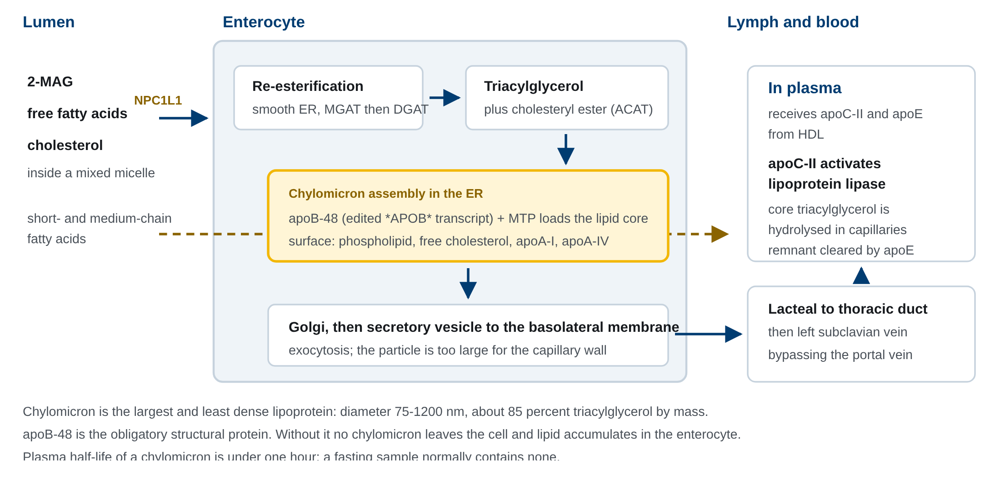 Lumen
Enterocyte
Lymph and blood
2-MAG
NPC1L1
free fatty acids
cholesterol
inside a mixed micelle
short- and medium-chain
fatty acids
Re-esterification
smooth ER, MGAT then DGAT
Triacylglycerol
plus cholesteryl ester (ACAT)
Chylomicron assembly in the ER
apoB-48 (edited *APOB* transcript) + MTP loads the lipid core
surface: phospholipid, free cholesterol, apoA-I, apoA-IV
Golgi, then secretory vesicle to the basolateral membrane
exocytosis; the particle is too large for the capillary wall
In plasma
receives apoC-II and apoE
from HDL
apoC-II activates
lipoprotein lipase
core triacylglycerol is
hydrolysed in capillaries
remnant cleared by apoE
Lacteal to thoracic duct
then left subclavian vein
bypassing the portal vein
Chylomicron is the largest and least dense lipoprotein: diameter 75-1200 nm, about 85 percent triacylglycerol by mass.
apoB-48 is the obligatory structural protein. Without it no chylomicron leaves the cell and lipid accumulates in the enterocyte.
Plasma half-life of a chylomicron is under one hour; a fasting sample normally contains none.